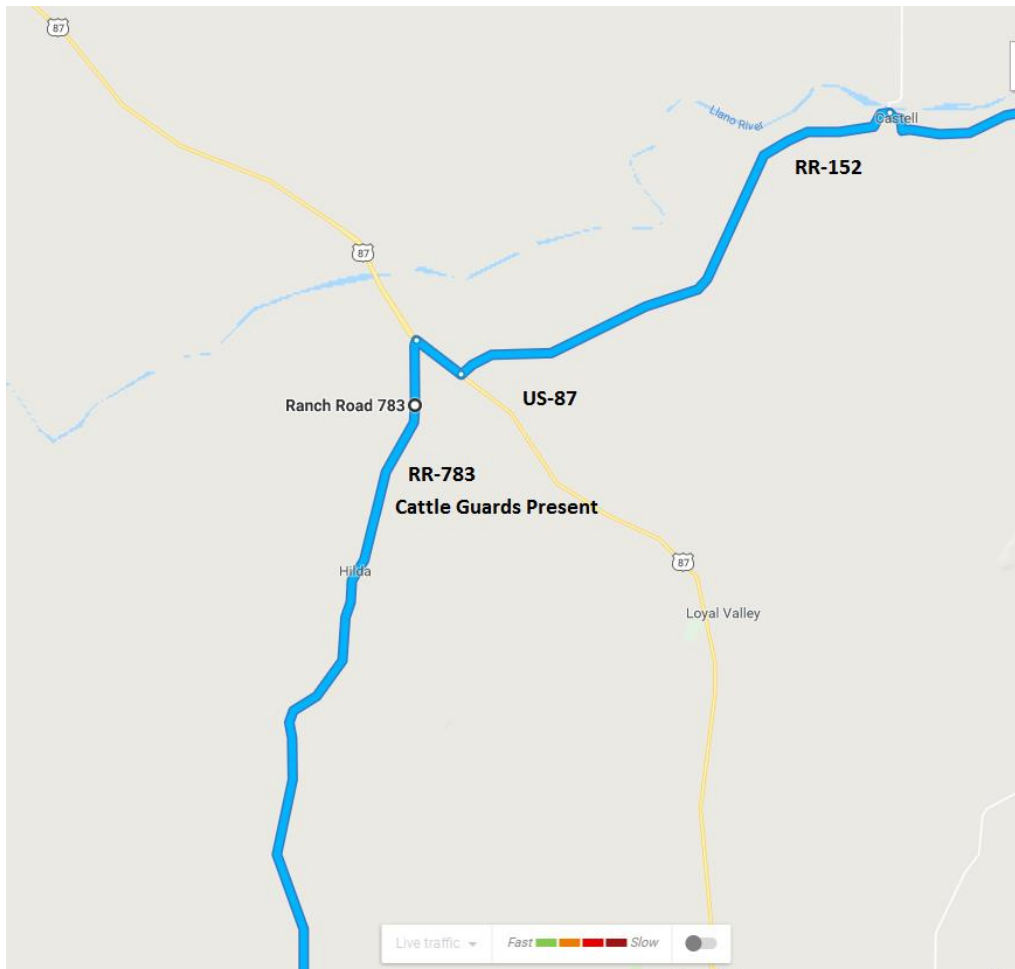 87
Llano River
Castell
RR-152
87
US-87
Ranch Road 783
RR-783
Cattle Guards Present
87
Hilda
Loyal Valley
Live traffic
Fast
Slow